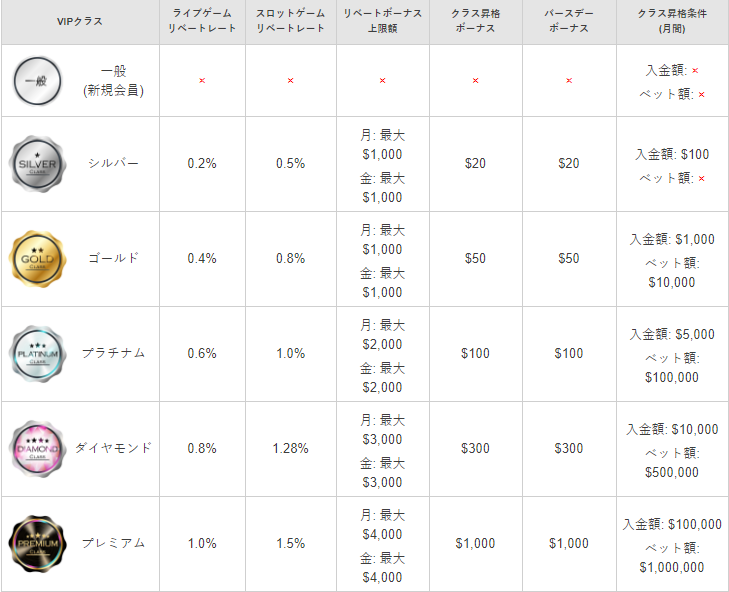 VIPクラス
ライブゲーム
リベートレート
スロットゲーム
リベートレート
リベートボーナス
上限額
クラス昇格
ボーナス
バースデー
ボーナス
クラス昇格条件
(月間)
一般
一般
(新規会員)
×
×
×
×
×
入金額: ×
ベット額: ×
SILVER
CLASS
シルバー
0.2%
0.5%
月: 最大
$1,000
金: 最大
$1,000
$20
$20
入金額: $100
ベット額: ×
GOLD
CLASS
ゴールド
0.4%
0.8%
月: 最大
$1,000
金: 最大
$1,000
$50
$50
入金額: $1,000
ベット額:
$10,000
PLATINUM
CLASS
プラチナム
0.6%
1.0%
月: 最大
$2,000
金: 最大
$2,000
$100
$100
入金額: $5,000
ベット額:
$100,000
DIAMOND
CLASS
ダイヤモンド
0.8%
1.28%
月: 最大
$3,000
金: 最大
$3,000
$300
$300
入金額: $10,000
ベット額:
$500,000
PREMIUM
CLASS
プレミアム
1.0%
1.5%
月: 最大
$4,000
金: 最大
$4,000
$1,000
$1,000
入金額: $100,000
ベット額:
$1,000,000